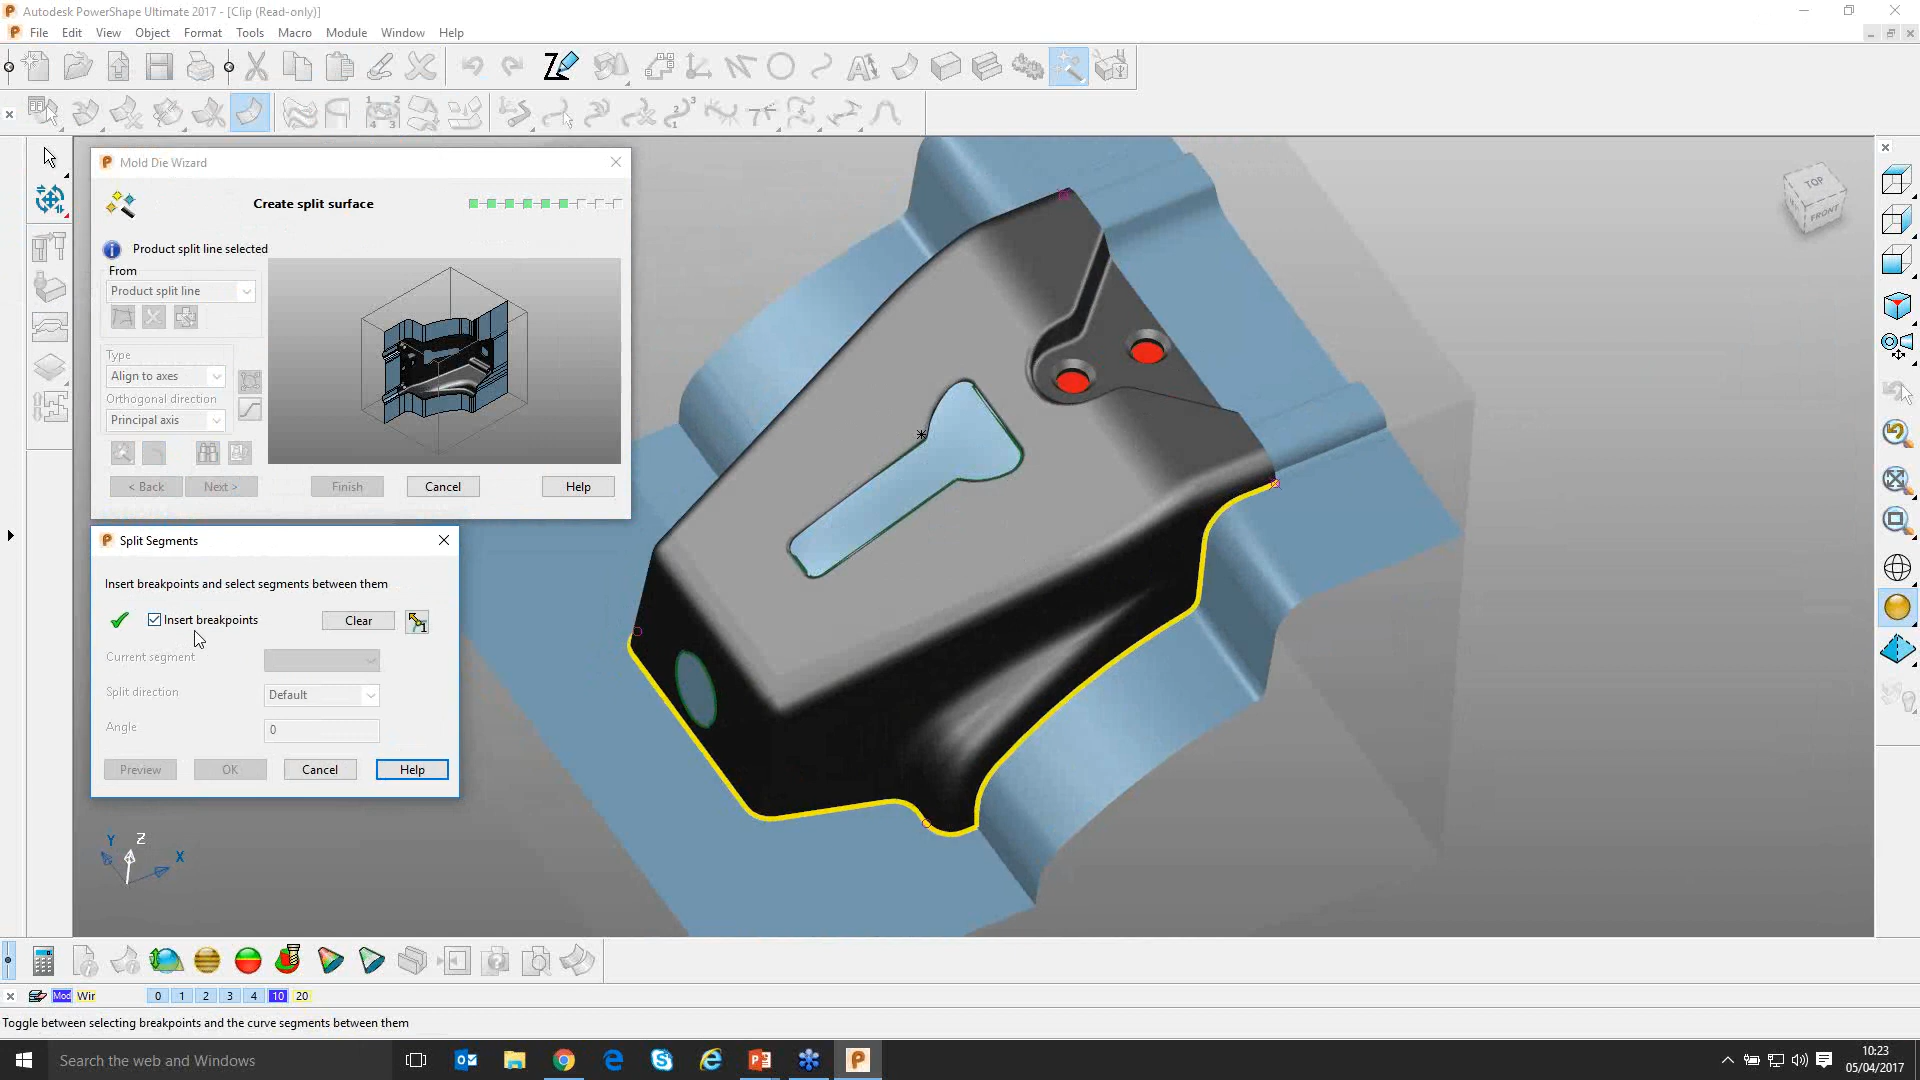 Autodesk PowerShape Ultimate 2017 - [Clip (Read-only)]
File Edit View Object Format Tools Macro Module Window Help
Mold Die Wizard
Create split surface
Product split line selected
From
Product split line
Type
Align to axes
Orthogonal direction
Principal axis
< Back Next > Finish Cancel Help
Split Segments
Insert breakpoints and select segments between them
Insert breakpoints Clear
Current segment
Split direction Default
Angle 0
Preview OK Cancel Help
TOP
FRONT
Y Z X
Mod Wir 0 1 2 3 4 10 20
Toggle between selecting breakpoints and the curve segments between them
Search the web and Windows
10:23
05/04/2017